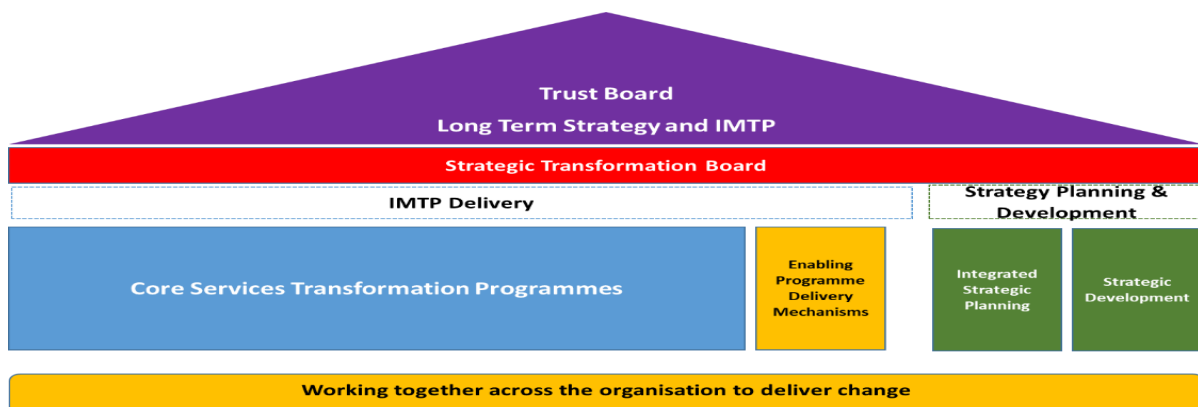 Trust Board
Long Term Strategy and IMTP
Strategic Transformation Board
IMTP Delivery
Strategy Planning &
Development
Core Services Transformation Programmes
Enabling
Programme
Delivery
Mechanisms
Integrated
Strategic
Planning
Strategic
Development
Working together across the organisation to deliver change